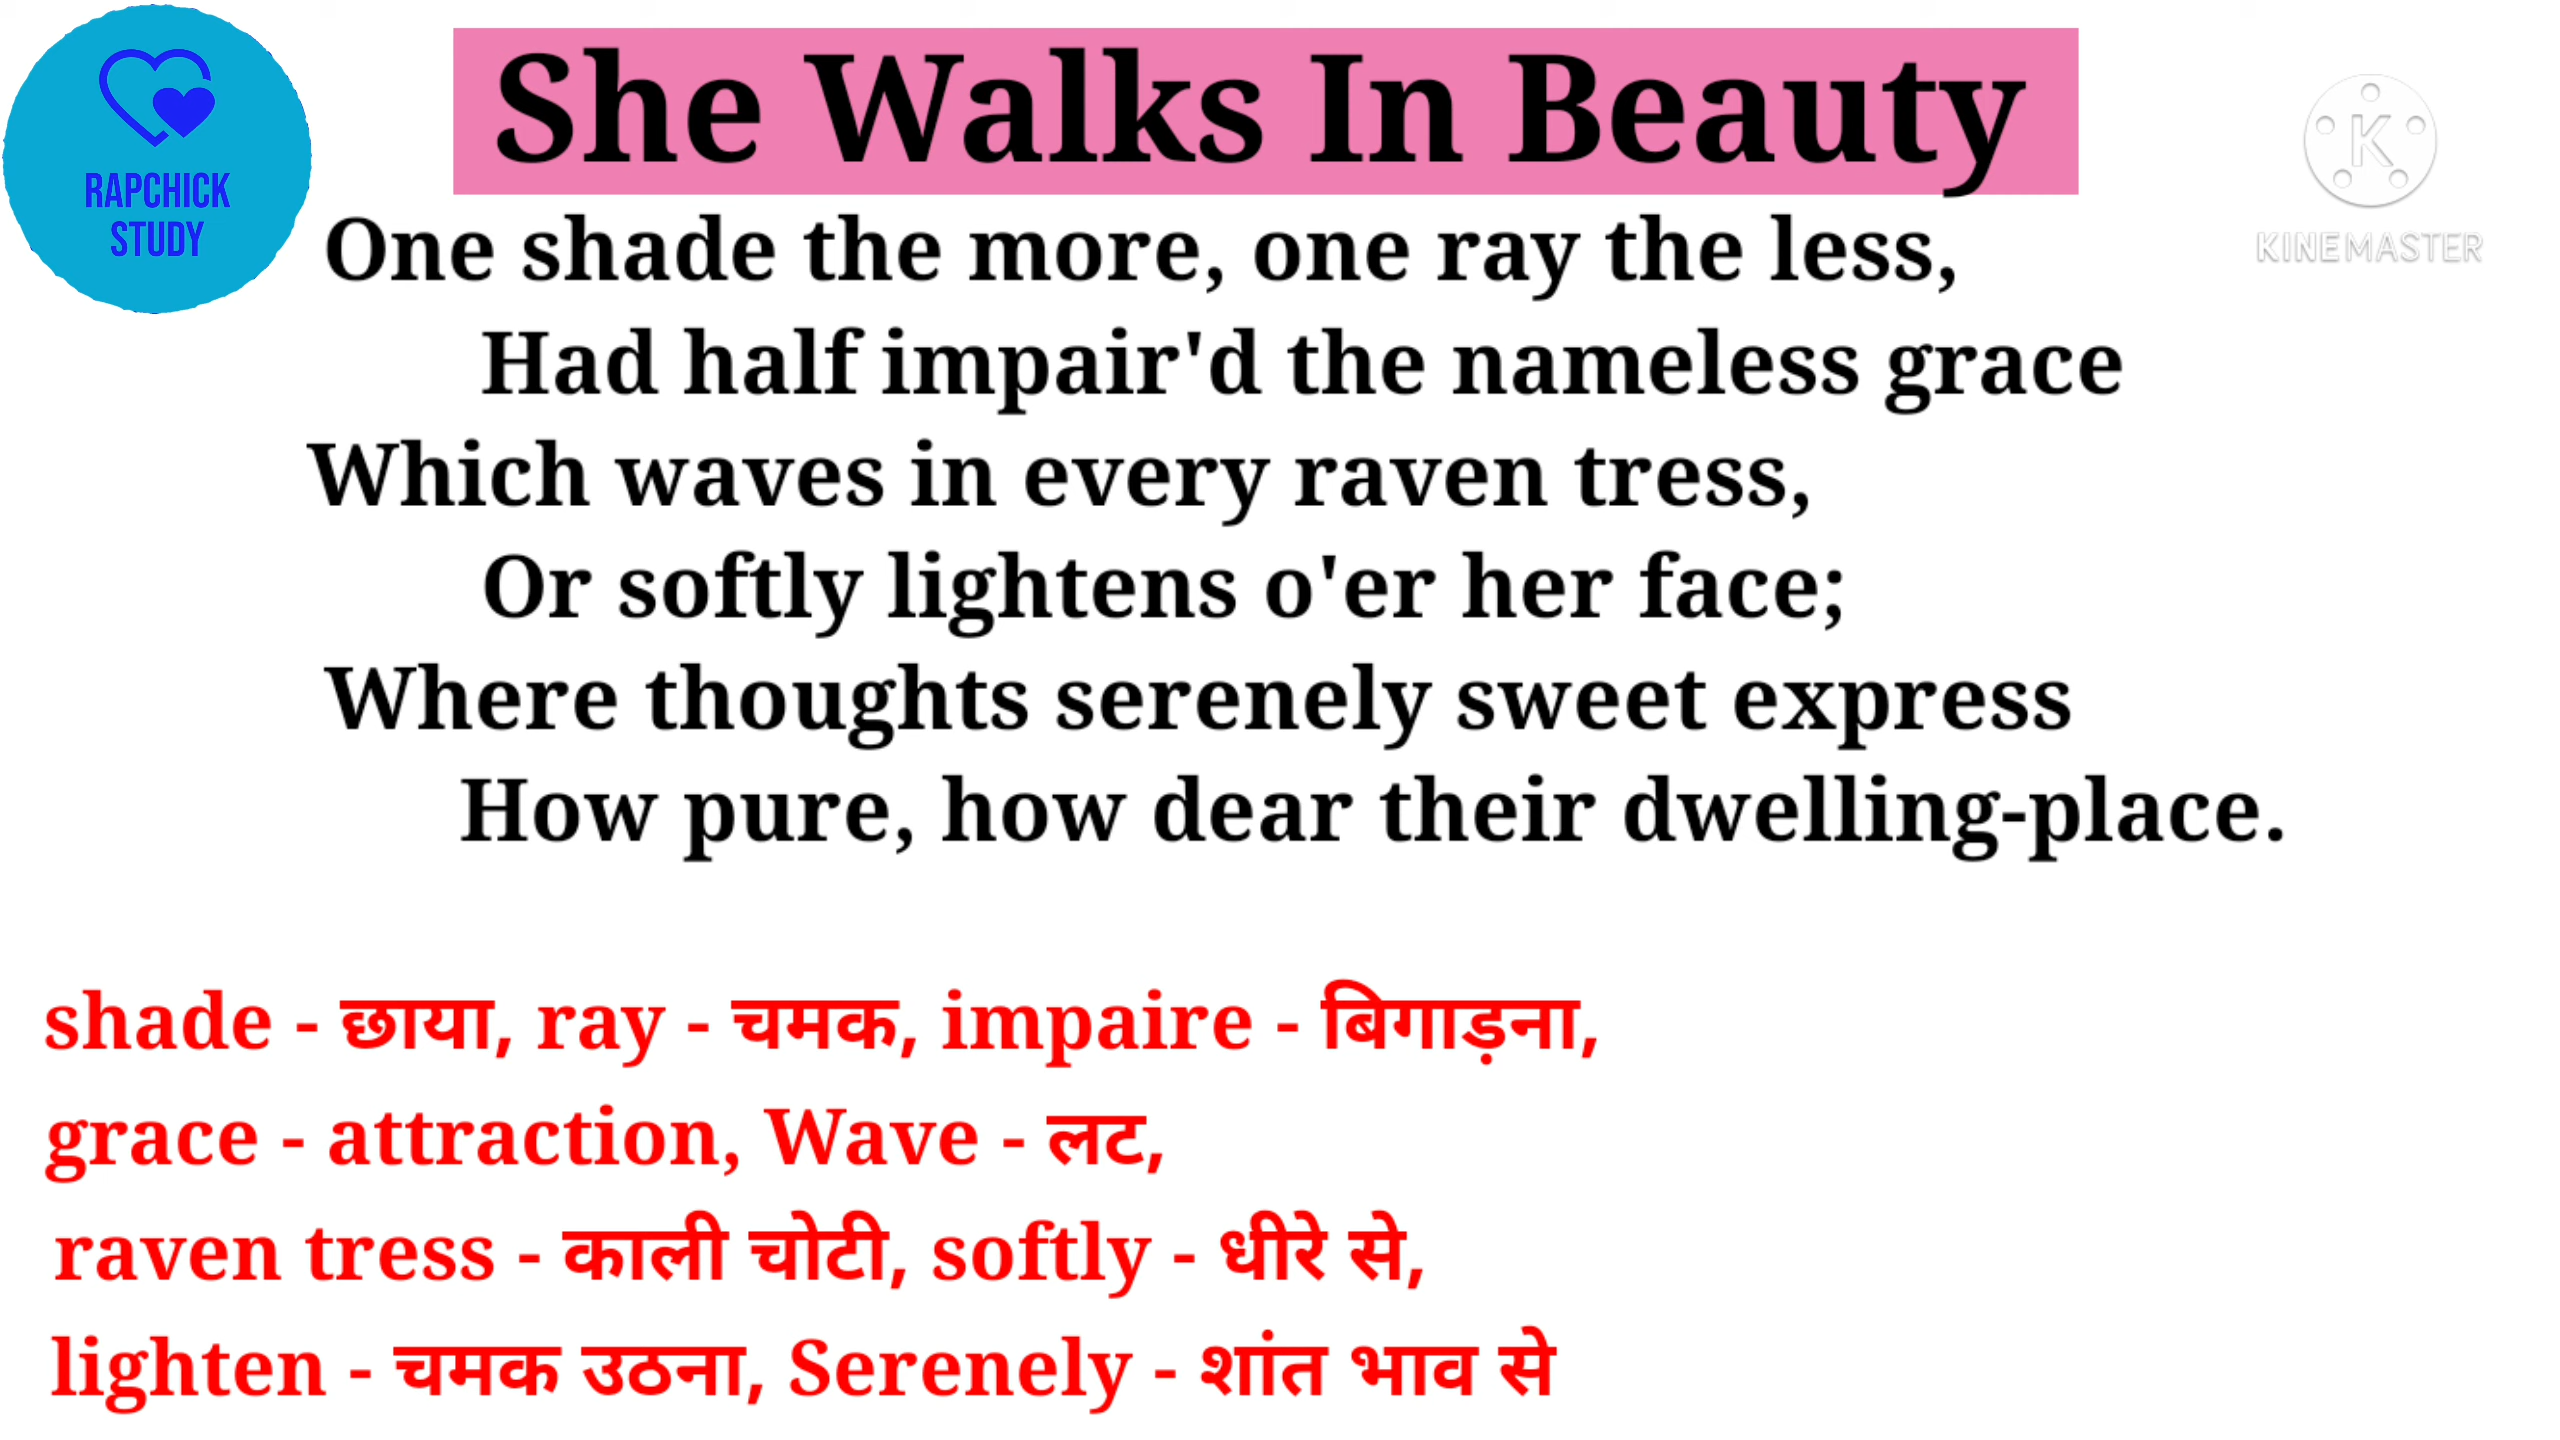 RAPCHICK
STUDY
She Walks In Beauty
K
KINEMASTER
One shade the more, one ray the less,
Had half impair'd the nameless grace
Which waves in every raven tress,
Or softly lightens o'er her face;
Where thoughts serenely sweet express
How pure, how dear their dwelling-place.
shade - छाया, ray - चमक, impaire - बिगाड़ना,
grace - attraction, Wave - लट,
raven tress - काली चोटी, softly - धीरे से,
lighten - चमक उठना, Serenely - शांत भाव से